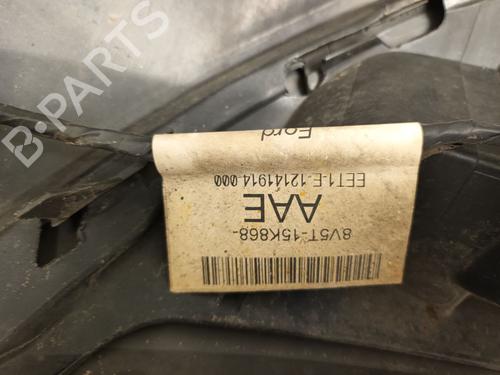 B-PARTS
8V5T-15K868-
AAE
EET1-E-12141914 000
Ford